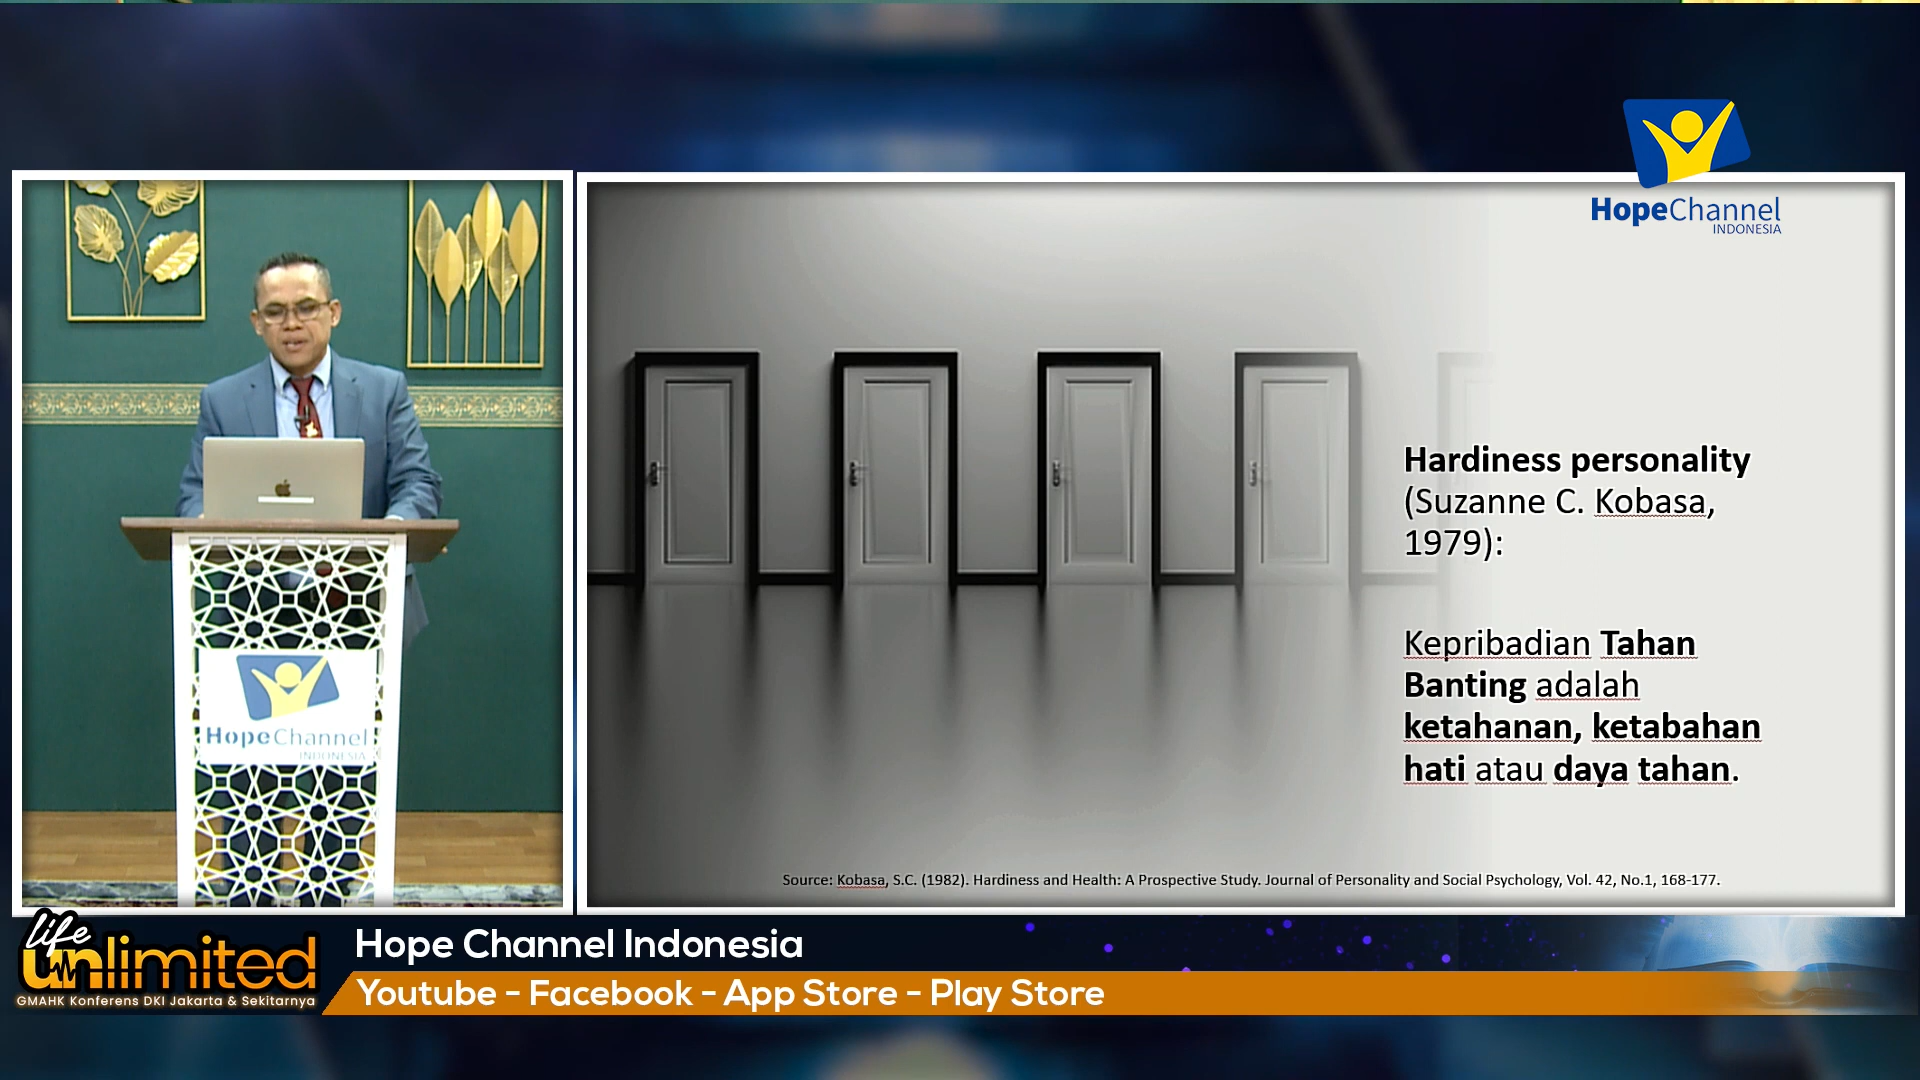 HopeChannel
INDONESIA
Hardiness personality
(Suzanne C. Kobasa,
1979):
Kepribadian Tahan
Banting adalah
ketahanan, ketabahan
hati atau daya tahan.
Source: Kobasa, S.C. (1982). Hardiness and Health: A Prospective Study. Journal of Personality and Social Psychology, Vol. 42, No.1, 168-177.
HopeChannel
INDONESIA
life
unlimited
GMAHK Konferens DKI Jakarta & Sekitarnya
Hope Channel Indonesia
Youtube - Facebook - App Store - Play Store